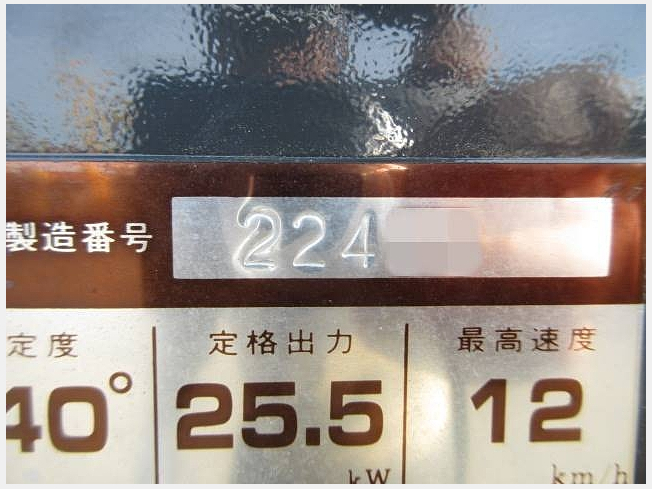 製造番号 224
定度 定格出力 最高速度
40° 25.5 12
kW km/h